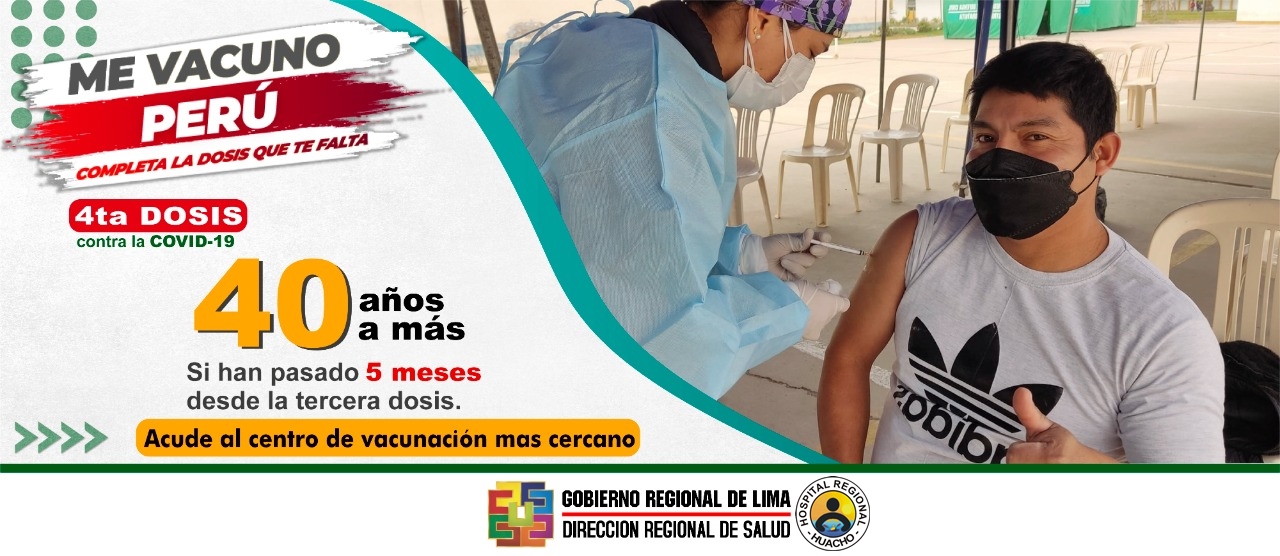 ME VACUNO
PERÚ
COMPLETA LA DOSIS QUE TE FALTA
4ta DOSIS
contra la COVID-19
40 años
a más
Si han pasado 5 meses
desde la tercera dosis.
Acude al centro de vacunación mas cercano
adidas
GOBIERNO REGIONAL DE LIMA
DIRECCION REGIONAL DE SALUD
HOSPITAL REGIONAL
HUACHO